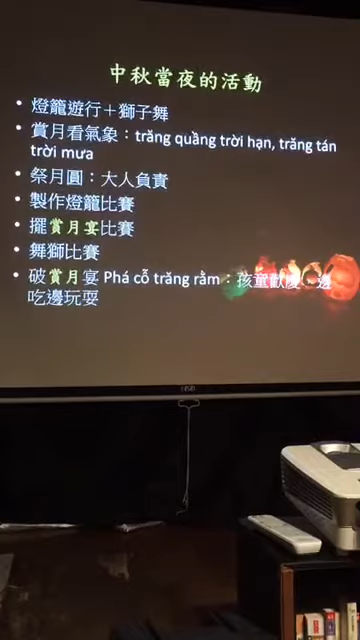 中秋當夜的活動
• 燈籠遊行＋獅子舞
• 賞月看氣象：trăng quầng trời hạn, trăng tán
trời mưa
• 祭月圓：大人負責
• 製作燈籠比賽
• 擺賞月宴比賽
• 舞獅比賽
• 破賞月宴 Phá cỗ trăng rằm：孩童歡慶、邊
吃邊玩耍